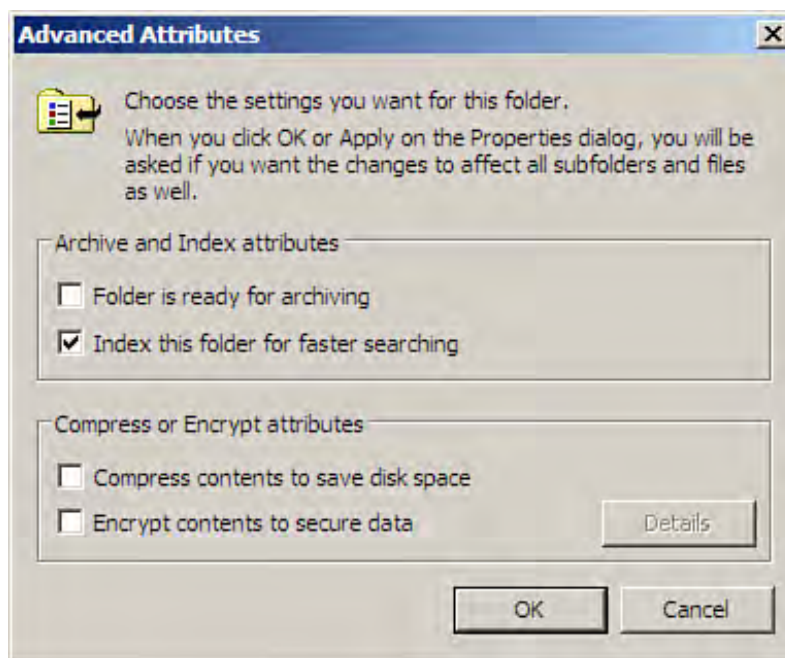 Advanced Attributes
Choose the settings you want for this folder.
When you click OK or Apply on the Properties dialog, you will be
asked if you want the changes to affect all subfolders and files
as well.
Archive and Index attributes
Folder is ready for archiving
Index this folder for faster searching
Compress or Encrypt attributes
Compress contents to save disk space
Encrypt contents to secure data
Details
OK
Cancel